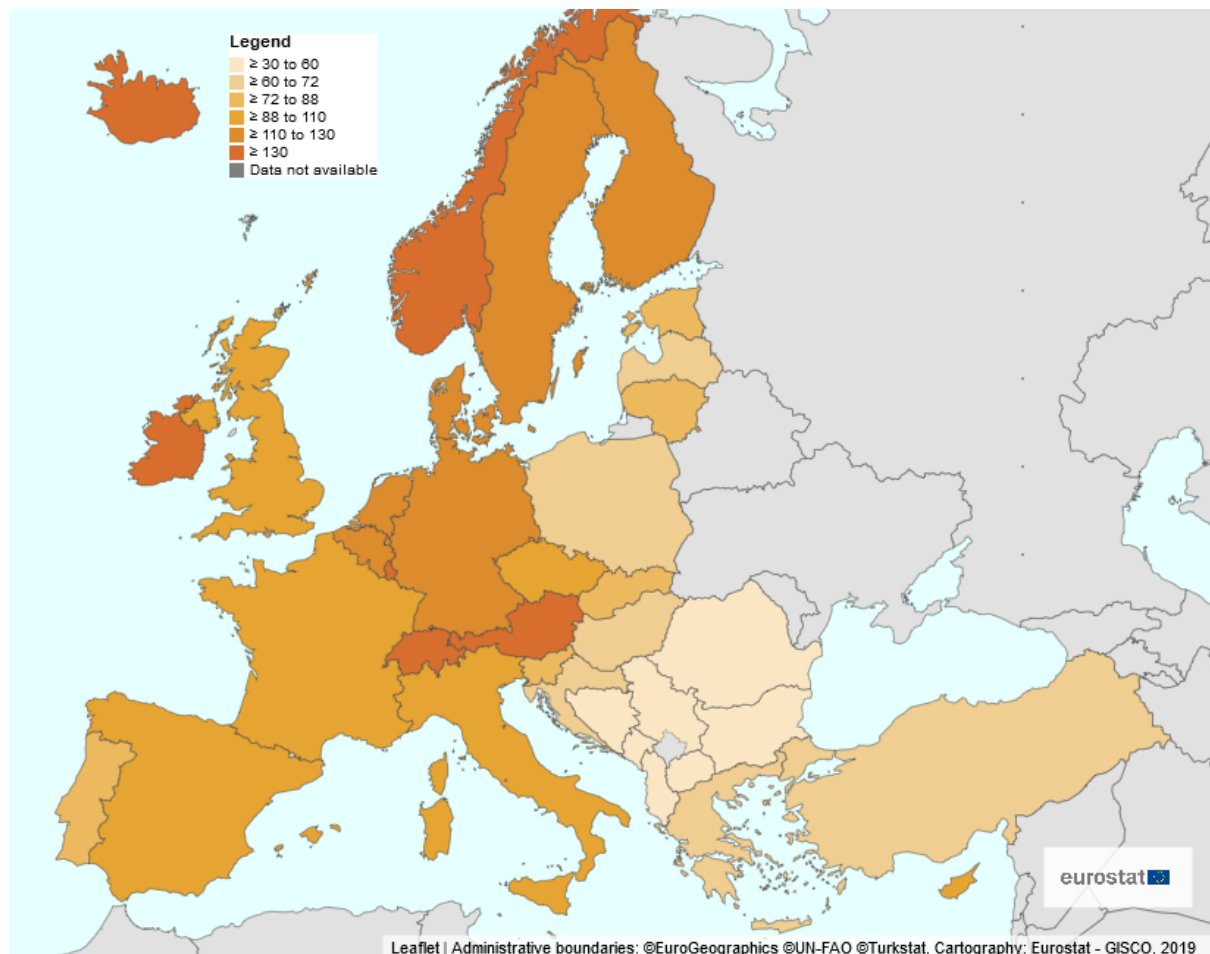 Legend
≥ 30 to 60
≥ 60 to 72
≥ 72 to 88
≥ 88 to 110
≥ 110 to 130
≥ 130
Data not available
eurostat
Leaflet | Administrative boundaries: ©EuroGeographics ©UN-FAO ©Turkstat, Cartography: Eurostat - GISCO, 2019